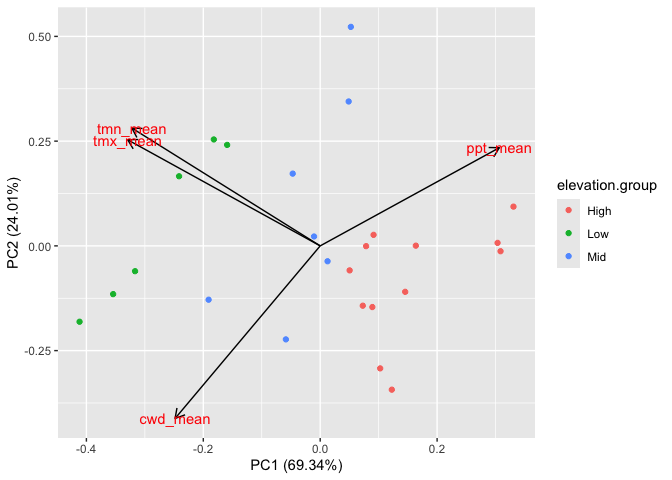 0.50
tmn_mean
tmx_mean
0.25
ppt_mean
elevation.group
High
Low
Mid
PC2 (24.01%)
0.00
-0.25
cwd_mean
-0.4 -0.2 0.0 0.2
PC1 (69.34%)